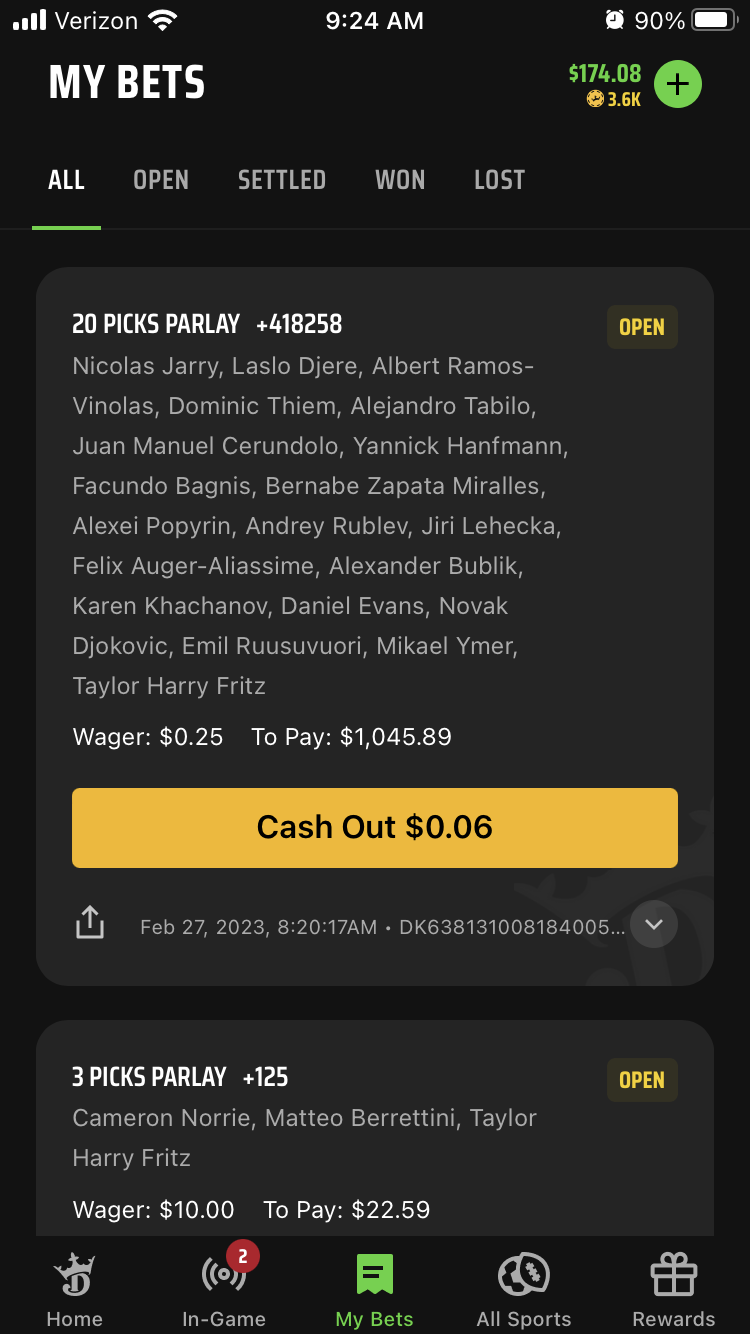 Verizon 9:24 AM 90%
MY BETS $174.08
3.6K
ALL OPEN SETTLED WON LOST
20 PICKS PARLAY +418258 OPEN
Nicolas Jarry, Laslo Djere, Albert Ramos-
Vinolas, Dominic Thiem, Alejandro Tabilo,
Juan Manuel Cerundolo, Yannick Hanfmann,
Facundo Bagnis, Bernabe Zapata Miralles,
Alexei Popyrin, Andrey Rublev, Jiri Lehecka,
Felix Auger-Aliassime, Alexander Bublik,
Karen Khachanov, Daniel Evans, Novak
Djokovic, Emil Ruusuvuori, Mikael Ymer,
Taylor Harry Fritz
Wager: $0.25 To Pay: $1,045.89
Cash Out $0.06
Feb 27, 2023, 8:20:17AM • DK638131008184005...
3 PICKS PARLAY +125 OPEN
Cameron Norrie, Matteo Berrettini, Taylor
Harry Fritz
Wager: $10.00 To Pay: $22.59
2
Home In-Game My Bets All Sports Rewards